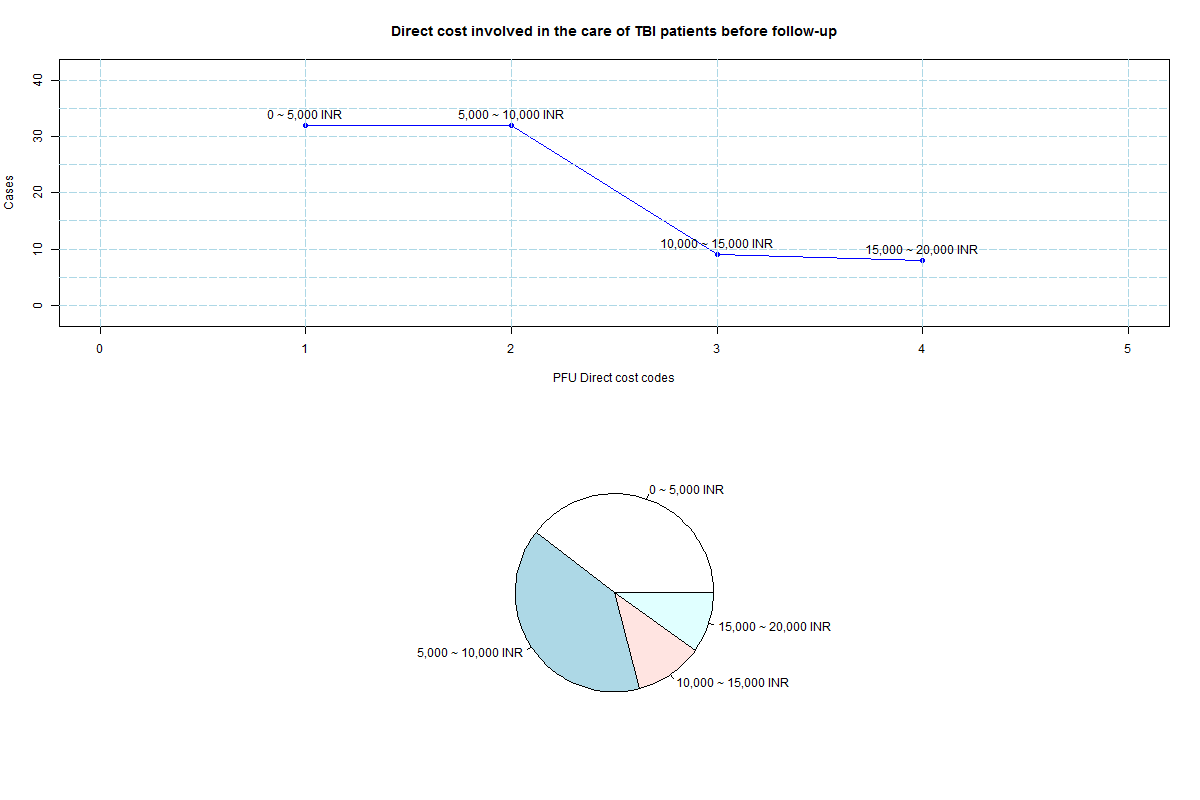 Direct cost involved in the care of TBI patients before follow-up
40
30
20
10
0
Cases
0 ~ 5,000 INR
5,000 ~ 10,000 INR
10,000 ~ 15,000 INR
15,000 ~ 20,000 INR
0 1 2 3 4 5
PFU Direct cost codes
0 ~ 5,000 INR
5,000 ~ 10,000 INR
15,000 ~ 20,000 INR
10,000 ~ 15,000 INR